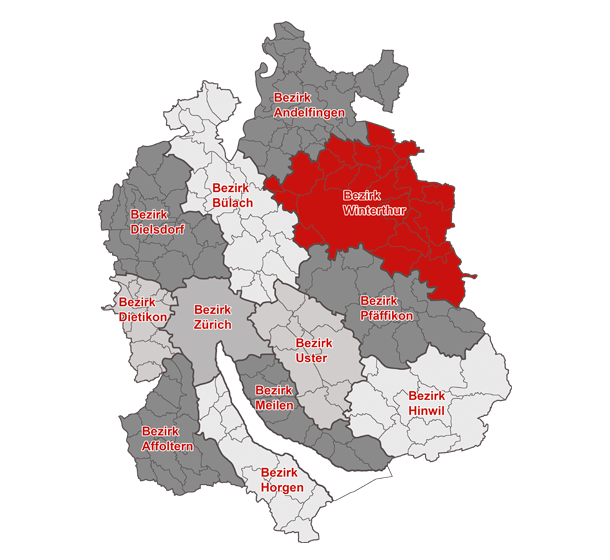 Bezirk
Andelfingen
Bezirk
Bülach
Bezirk
Winterthur
Bezirk
Dielsdorf
Bezirk
Dietikon
Bezirk
Zürich
Bezirk
Pfäffikon
Bezirk
Uster
Bezirk
Meilen
Bezirk
Hinwil
Bezirk
Affoltern
Bezirk
Horgen